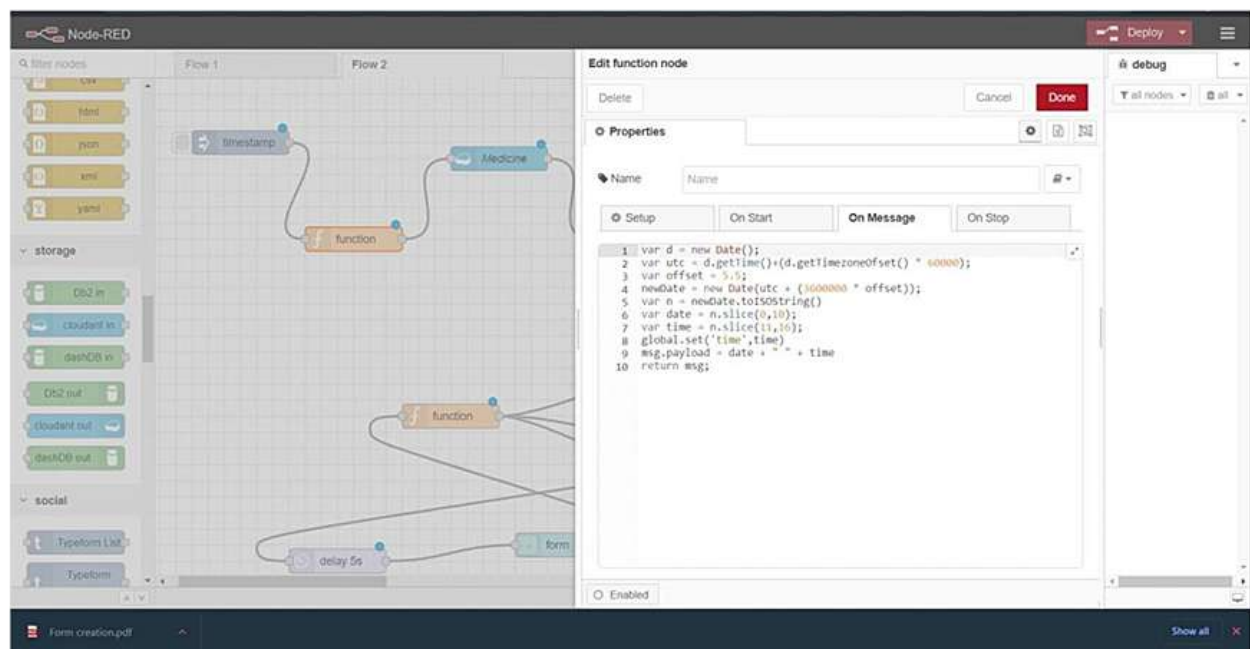 Node-RED
Deploy
filter nodes
Flow 1
Flow 2
Edit function node
debug
csv
html
json
xml
yaml
storage
Db2 in
cloudant in
dashDB in
Db2 out
cloudant out
dashDB out
social
Typeform List
Typeform
timestamp
Medicine
function
function
delay 5s
form
Delete
Cancel
Done
Properties
Name
Name
Setup
On Start
On Message
On Stop
1 var d = new Date();
2 var utc = d.getTime()+(d.getTimezoneOfset() * 60000);
3 var offset = 5.5;
4 newDate = new Date(utc + (3600000 * offset));
5 var n = newDate.toISOString()
6 var date = n.slice(0,10);
7 var time = n.slice(11,16);
8 global.set('time',time)
9 msg.payload = date + " " + time
10 return msg;
Enabled
all nodes
all
Form creation.pdf
Show all